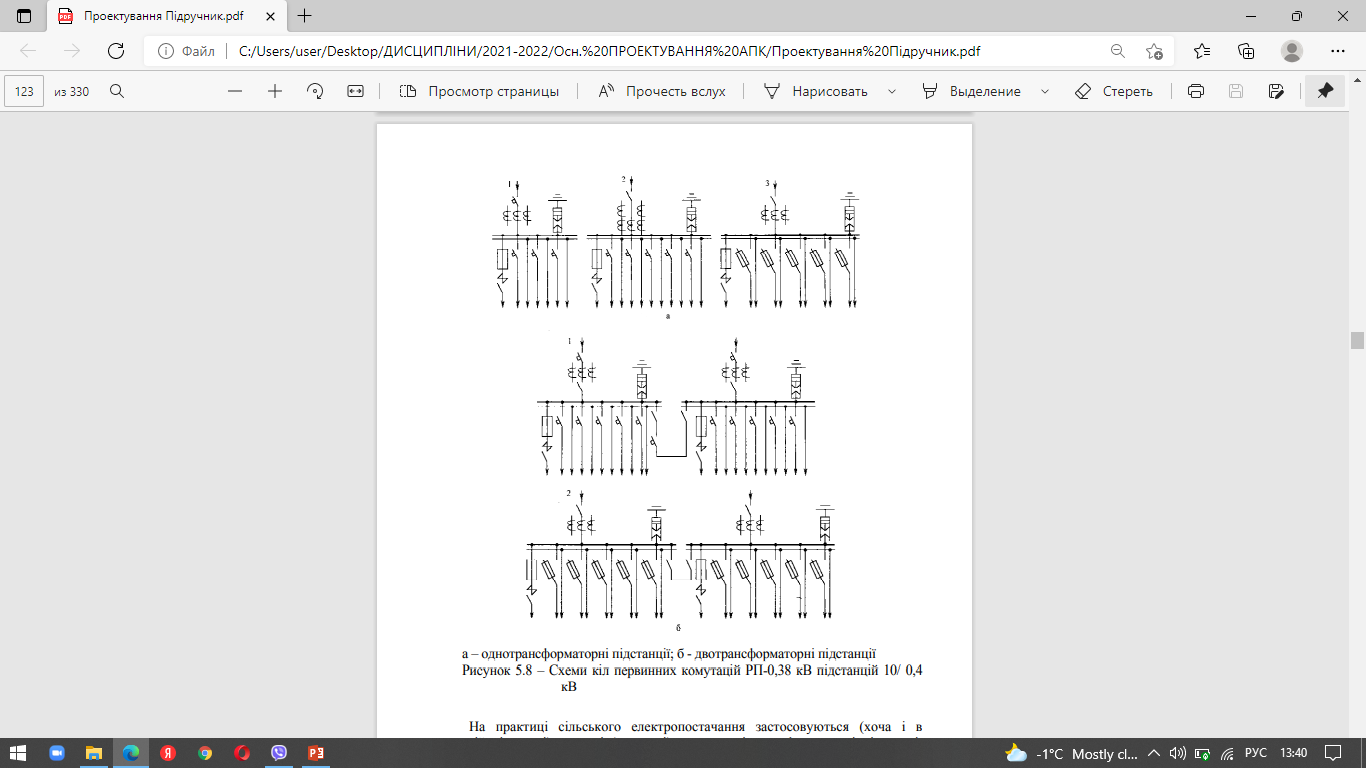 Проектування Підручник.pdf
Файл
C:/Users/user/Desktop/ДИСЦИПЛІНИ/2021-2022/Осн.%20ПРОЕКТУВАННЯ%20АПК/Проектування%20Підручник.pdf
123 из 330
Просмотр страницы
Прочесть вслух
Нарисовать
Выделение
Стереть
1 2 3
а
1
2
б
а – однотрансформаторні підстанції; б - двотрансформаторні підстанції
Рисунок 5.8 – Схеми кіл первинних комутацій РП-0,38 кВ підстанцій 10/ 0,4
кВ
На практиці сільського електропостачання застосовуються (хоча і в
-1°C Mostly cl...
РУС
13:40